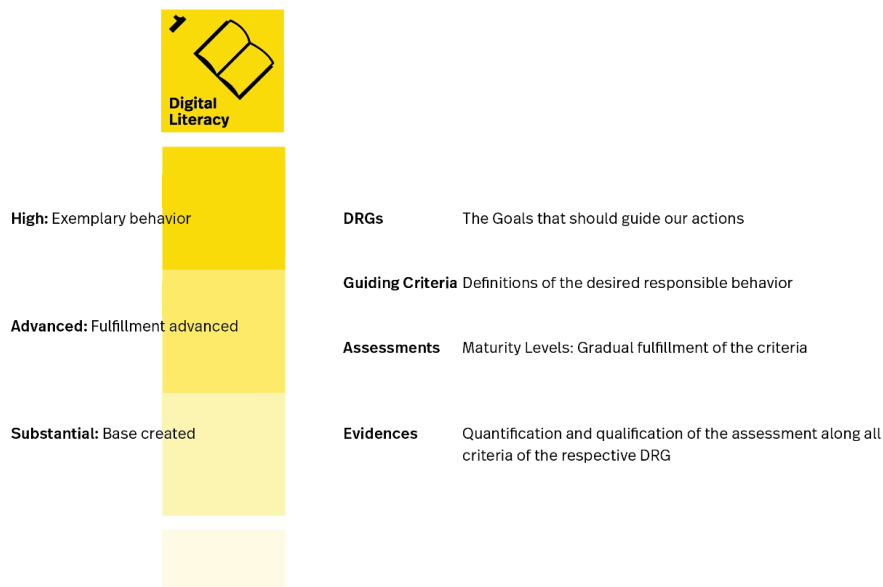 1
Digital
Literacy
High: Exemplary behavior
DRGs The Goals that should guide our actions
Guiding Criteria Definitions of the desired responsible behavior
Advanced: Fulfillment advanced
Assessments Maturity Levels: Gradual fulfillment of the criteria
Substantial: Base created
Evidences Quantification and qualification of the assessment along all
criteria of the respective DRG